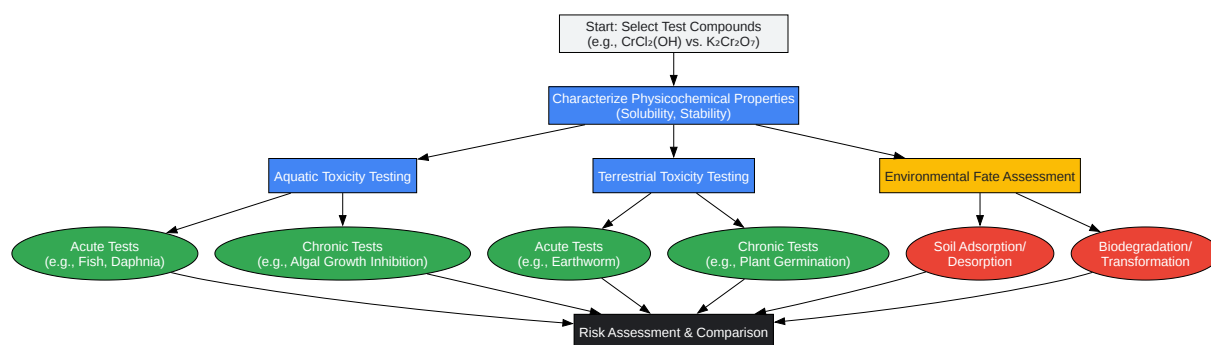 Start: Select Test Compounds
(e.g., CrCl₂(OH) vs. K₂Cr₂O₇)
Characterize Physicochemical Properties
(Solubility, Stability)
Aquatic Toxicity Testing
Terrestrial Toxicity Testing
Environmental Fate Assessment
Acute Tests
(e.g., Fish, Daphnia)
Chronic Tests
(e.g., Algal Growth Inhibition)
Acute Tests
(e.g., Earthworm)
Chronic Tests
(e.g., Plant Germination)
Soil Adsorption/
Desorption
Biodegradation/
Transformation
Risk Assessment & Comparison